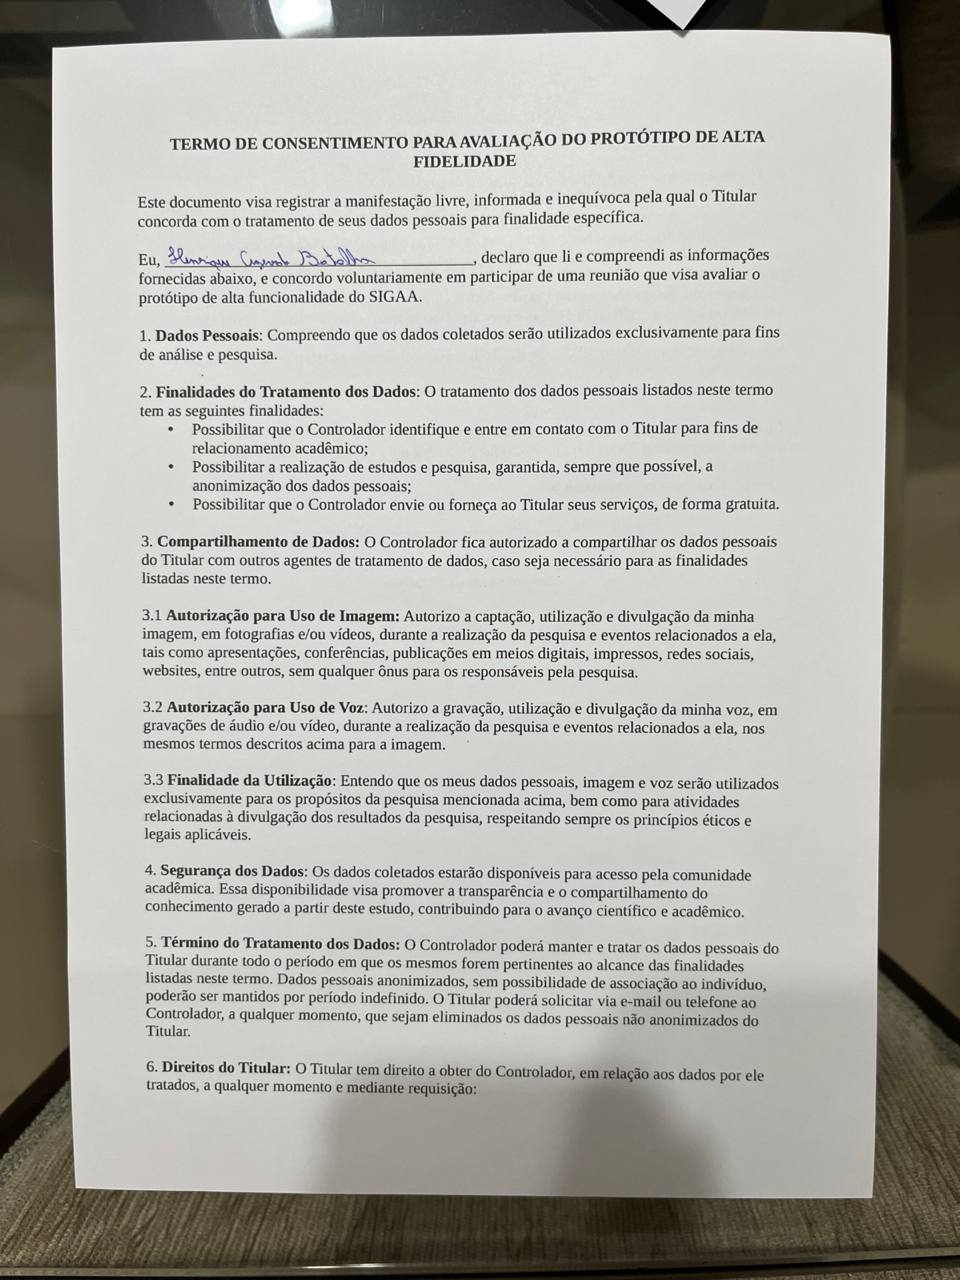 TERMO DE CONSENTIMENTO PARA AVALIAÇÃO DO PROTÓTIPO DE ALTA
FIDELIDADE
Este documento visa registrar a manifestação livre, informada e inequívoca pela qual o Titular
concorda com o tratamento de seus dados pessoais para finalidade específica.
Eu, Henrique Azevedo Batalha, declaro que li e compreendi as informações
fornecidas abaixo, e concordo voluntariamente em participar de uma reunião que visa avaliar o
protótipo de alta funcionalidade do SIGAA.
1. Dados Pessoais: Compreendo que os dados coletados serão utilizados exclusivamente para fins
de análise e pesquisa.
2. Finalidades do Tratamento dos Dados: O tratamento dos dados pessoais listados neste termo
tem as seguintes finalidades:
• Possibilitar que o Controlador identifique e entre em contato com o Titular para fins de
relacionamento acadêmico;
• Possibilitar a realização de estudos e pesquisa, garantida, sempre que possível, a
anonimização dos dados pessoais;
• Possibilitar que o Controlador envie ou forneça ao Titular seus serviços, de forma gratuita.
3. Compartilhamento de Dados: O Controlador fica autorizado a compartilhar os dados pessoais
do Titular com outros agentes de tratamento de dados, caso seja necessário para as finalidades
listadas neste termo.
3.1 Autorização para Uso de Imagem: Autorizo a captação, utilização e divulgação da minha
imagem, em fotografias e/ou vídeos, durante a realização da pesquisa e eventos relacionados a ela,
tais como apresentações, conferências, publicações em meios digitais, impressos, redes sociais,
websites, entre outros, sem qualquer ônus para os responsáveis pela pesquisa.
3.2 Autorização para Uso de Voz: Autorizo a gravação, utilização e divulgação da minha voz, em
gravações de áudio e/ou vídeo, durante a realização da pesquisa e eventos relacionados a ela, nos
mesmos termos descritos acima para a imagem.
3.3 Finalidade da Utilização: Entendo que os meus dados pessoais, imagem e voz serão utilizados
exclusivamente para os propósitos da pesquisa mencionada acima, bem como para atividades
relacionadas à divulgação dos resultados da pesquisa, respeitando sempre os princípios éticos e
legais aplicáveis.
4. Segurança dos Dados: Os dados coletados estarão disponíveis para acesso pela comunidade
acadêmica. Essa disponibilidade visa promover a transparência e o compartilhamento do
conhecimento gerado a partir deste estudo, contribuindo para o avanço científico e acadêmico.
5. Término do Tratamento dos Dados: O Controlador poderá manter e tratar os dados pessoais do
Titular durante todo o período em que os mesmos forem pertinentes ao alcance das finalidades
listadas neste termo. Dados pessoais anonimizados, sem possibilidade de associação ao indivíduo,
poderão ser mantidos por período indefinido. O Titular poderá solicitar via e-mail ou telefone ao
Controlador, a qualquer momento, que sejam eliminados os dados pessoais não anonimizados do
Titular.
6. Direitos do Titular: O Titular tem direito a obter do Controlador, em relação aos dados por ele
tratados, a qualquer momento e mediante requisição: